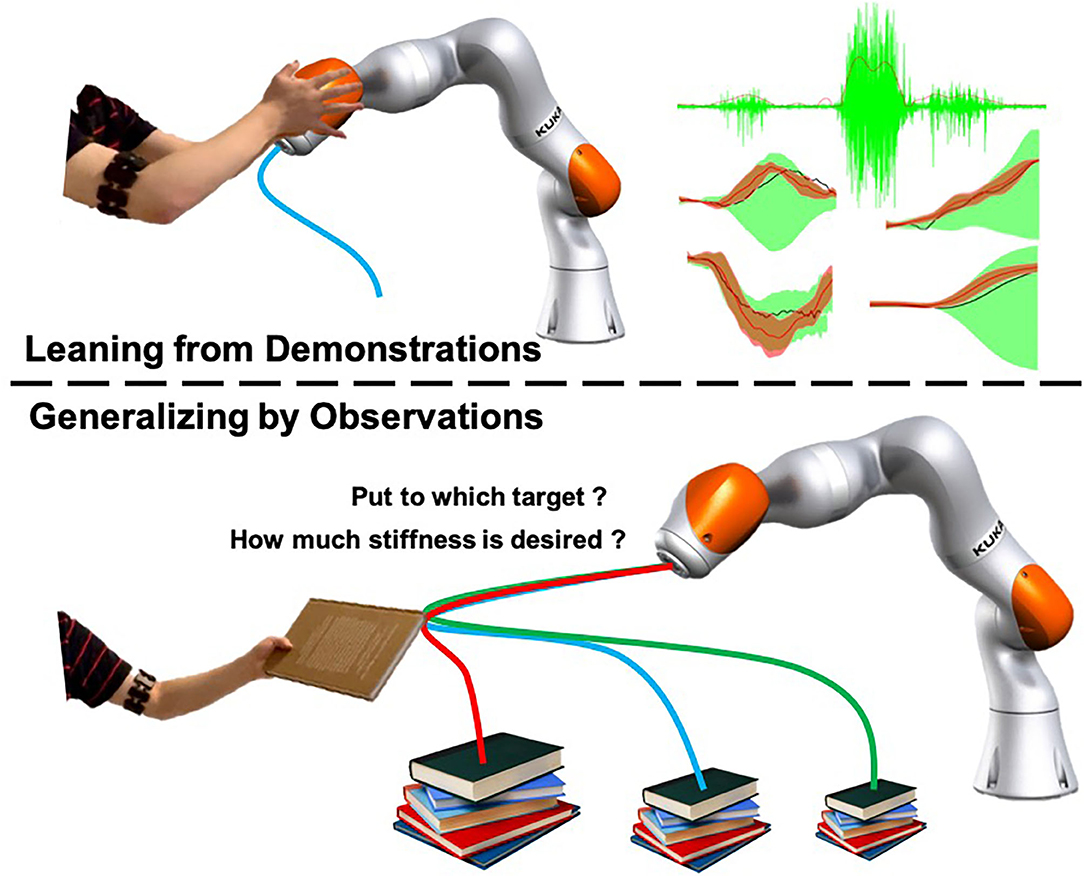 KUKA
Leaning from Demonstrations
Generalizing by Observations
Put to which target ?
How much stiffness is desired ?
KUKA